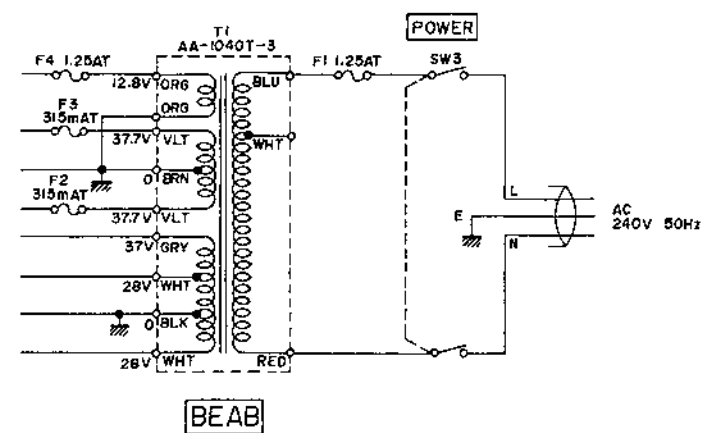 POWER
T1
AA-1040T-3
F4 1.25AT
12.8V
ORG
BLU
F1 1.25AT
SW3
ORG
F3
315mAT
37.7V
VLT
WHT
0
BRN
F2
315mAT
37.7V
VLT
L
E
AC
240V 50Hz
N
37V
GRY
28V
WHT
0
BLK
28V
WHT
RED
BEAB